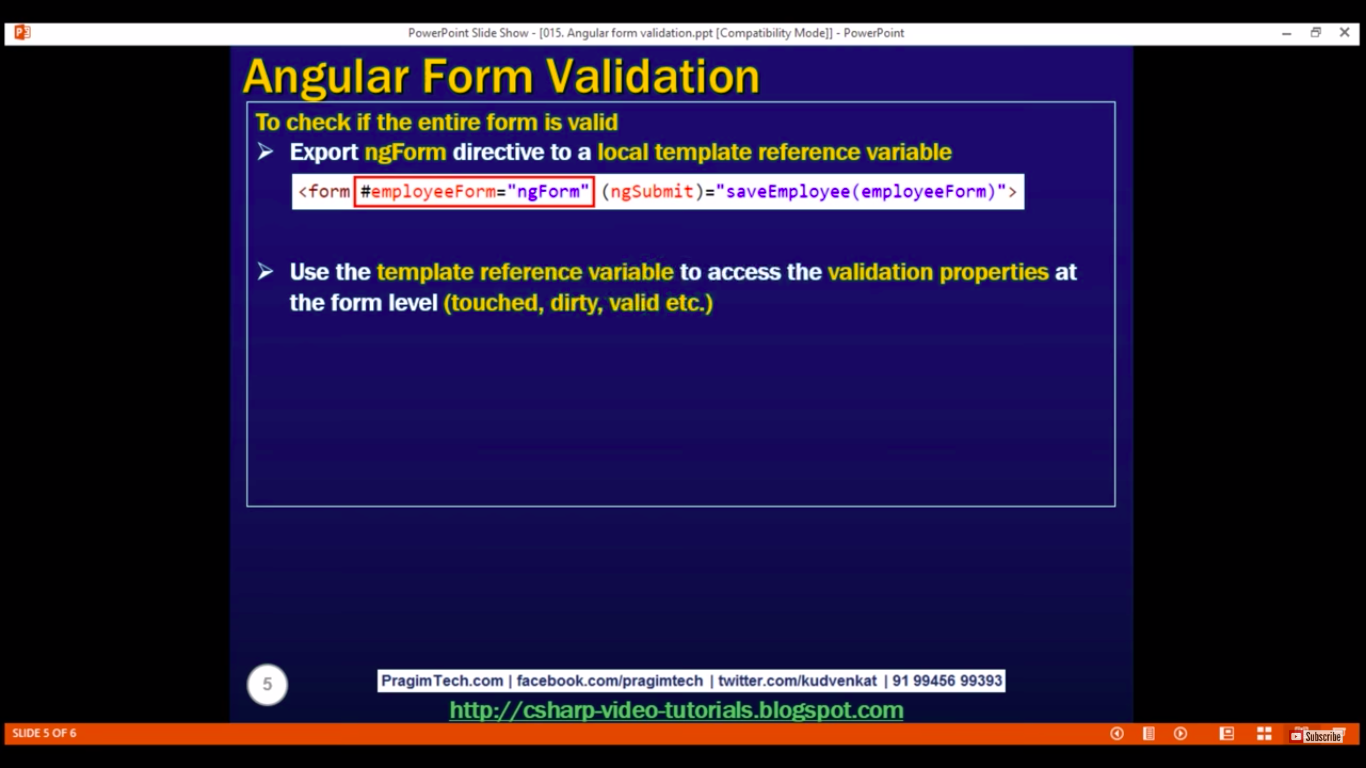 PowerPoint Slide Show - [015. Angular form validation.ppt [Compatibility Mode]] - PowerPoint
Angular Form Validation
To check if the entire form is valid
Export ngForm directive to a local template reference variable
<form #employeeForm="ngForm" (ngSubmit)="saveEmployee(employeeForm)">
Use the template reference variable to access the validation properties at
the form level (touched, dirty, valid etc.)
5
PragimTech.com | facebook.com/pragimtech | twitter.com/kudvenkat | 91 99456 99393
http://csharp-video-tutorials.blogspot.com
SLIDE 5 OF 6
Subscribe